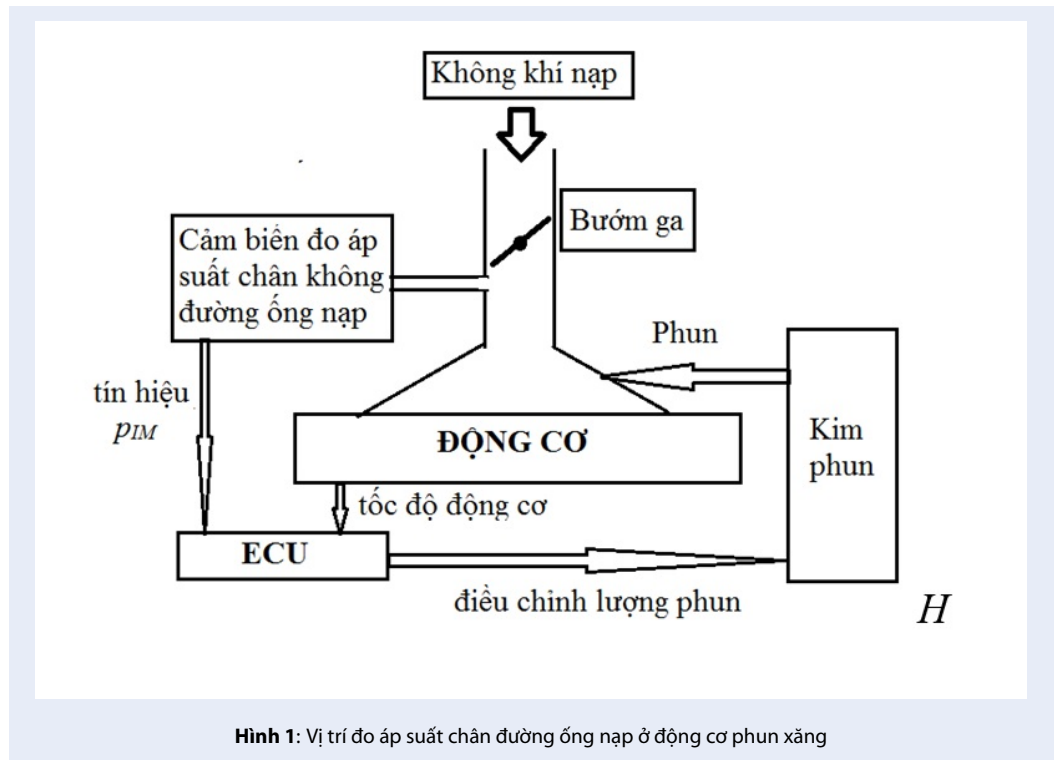 Không khí nạp
Bướm ga
Cảm biến đo áp
suất chân không
đường ống nạp
Phun
tín hiệu
pIM
Kim
phun
ĐỘNG CƠ
tốc độ động cơ
ECU
điều chỉnh lượng phun
H
Hình 1: Vị trí đo áp suất chân đường ống nạp ở động cơ phun xăng